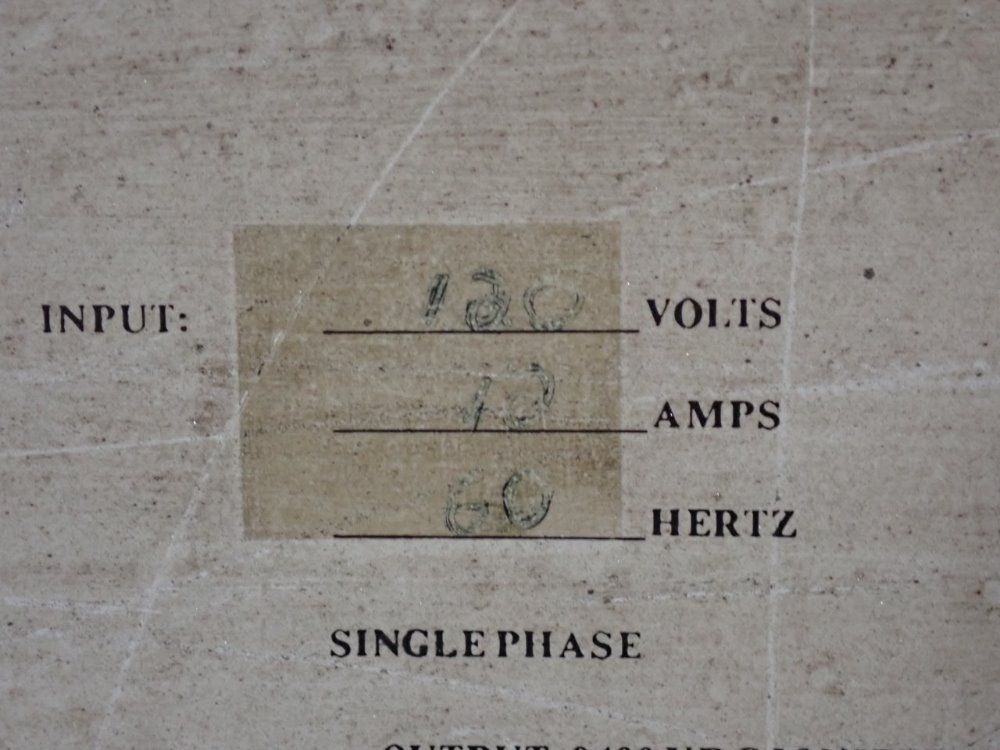 INPUT: 120 VOLTS
10 AMPS
60 HERTZ
SINGLE PHASE